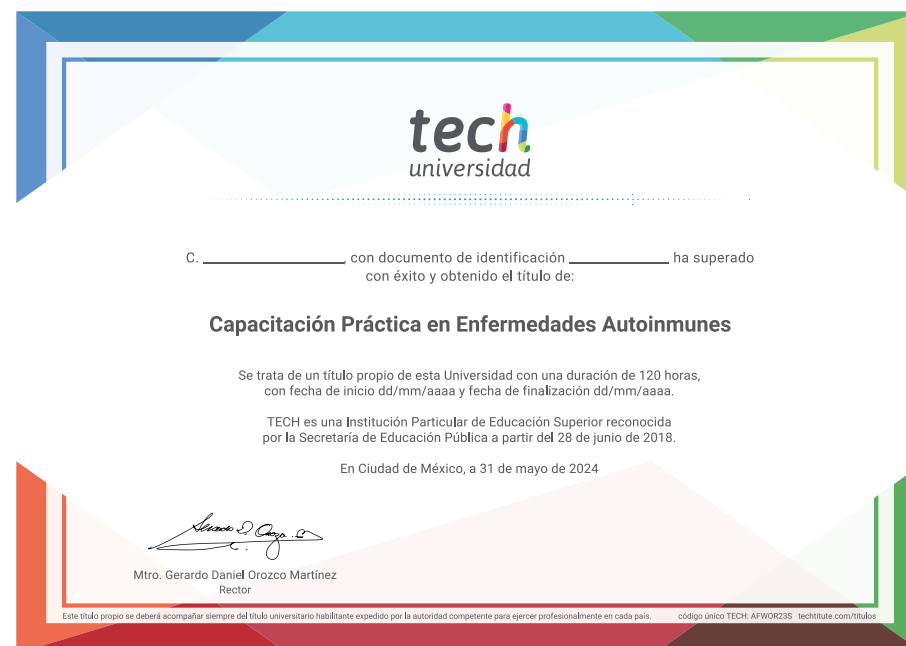 tech
universidad
C. ____________________, con documento de identificación ______________ ha superado
con éxito y obtenido el título de:
Capacitación Práctica en Enfermedades Autoinmunes
Se trata de un título propio de esta Universidad con una duración de 120 horas,
con fecha de inicio dd/mm/aaaa y fecha de finalización dd/mm/aaaa.
TECH es una Institución Particular de Educación Superior reconocida
por la Secretaría de Educación Pública a partir del 28 de junio de 2018.
En Ciudad de México, a 31 de mayo de 2024
Mtro. Gerardo Daniel Orozco Martínez
Rector
Este título propio se deberá acompañar siempre del título universitario habilitante expedido por la autoridad competente para ejercer profesionalmente en cada país. código único TECH: AFWOR23S techtitute.com/titulos